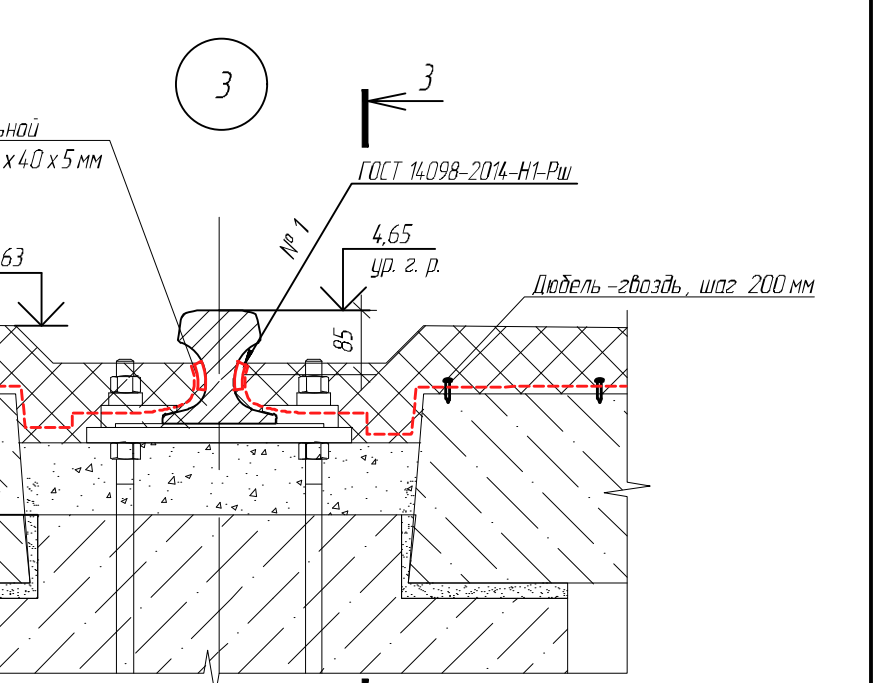 3
3
ьной
х 40 х 5 мм
ГОСТ 14098-2014-Н1-Рш
№ 1
63
4,65
ур. г. р.
Дюбель -гвоздь, шаг 200 мм
85